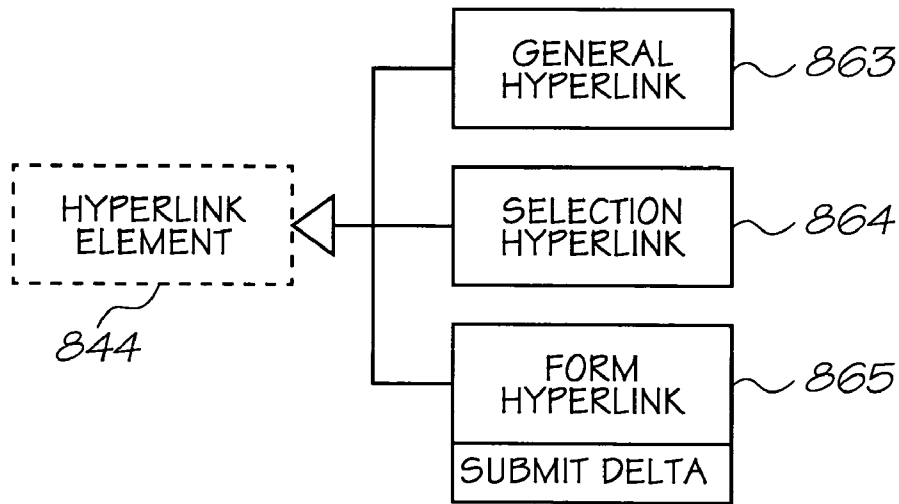 GENERAL
HYPERLINK
863
HYPERLINK
ELEMENT
844
SELECTION
HYPERLINK
864
FORM
HYPERLINK
865
SUBMIT DELTA